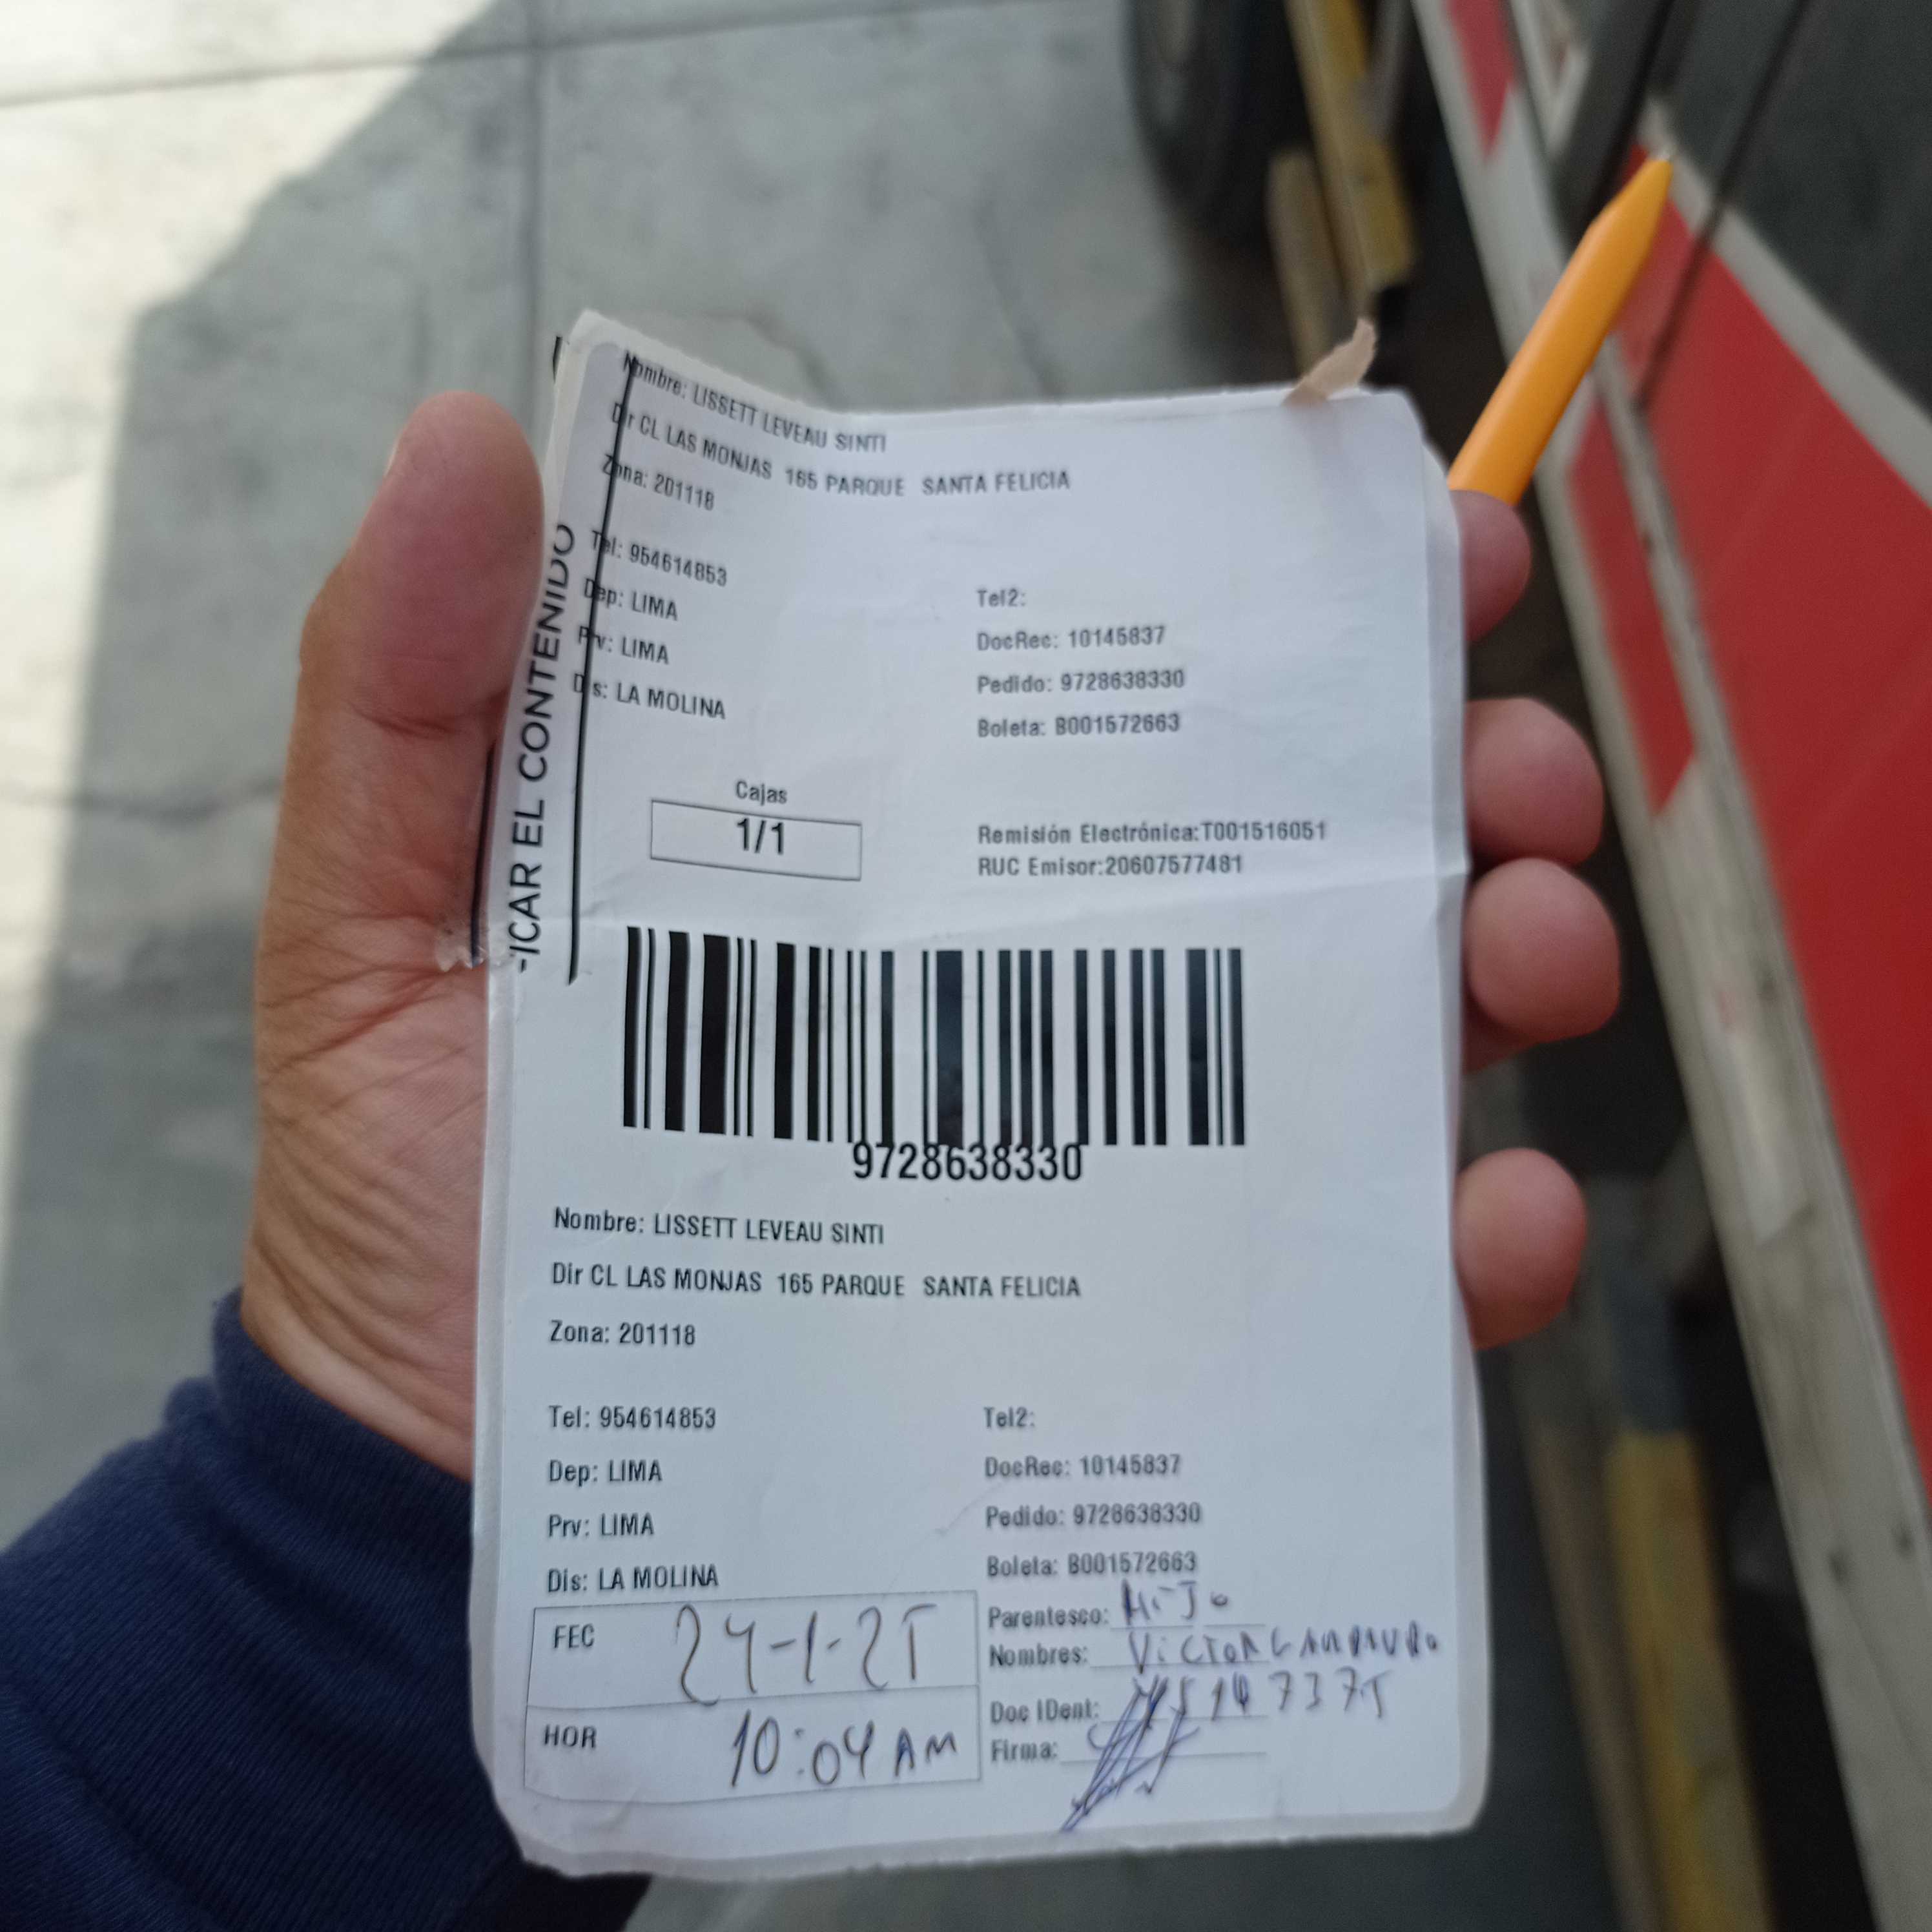 Nombre: LISSETT LEVEAU SINTI
Dir CL LAS MONJAS 165 PARQUE SANTA FELICIA
Zona: 201118
Tel: 954614853
Tel2:
Dep: LIMA
DocRec: 10145837
Prv: LIMA
Pedido: 9728638330
Dis: LA MOLINA
Boleta: B001572663
ICAR EL CONTENIDO
Cajas
1/1
Remisión Electrónica:T001516051
RUC Emisor:20607577481
9728638330
Nombre: LISSETT LEVEAU SINTI
Dir CL LAS MONJAS 165 PARQUE SANTA FELICIA
Zona: 201118
Tel: 954614853
Tel2:
Dep: LIMA
DocRec: 10145837
Prv: LIMA
Pedido: 9728638330
Dis: LA MOLINA
Boleta: B001572663
FEC 24-1-25
HOR 10:04 AM
Parentesco: HiJo
Nombres: ViCTOR
Doc IDent:
Firma: